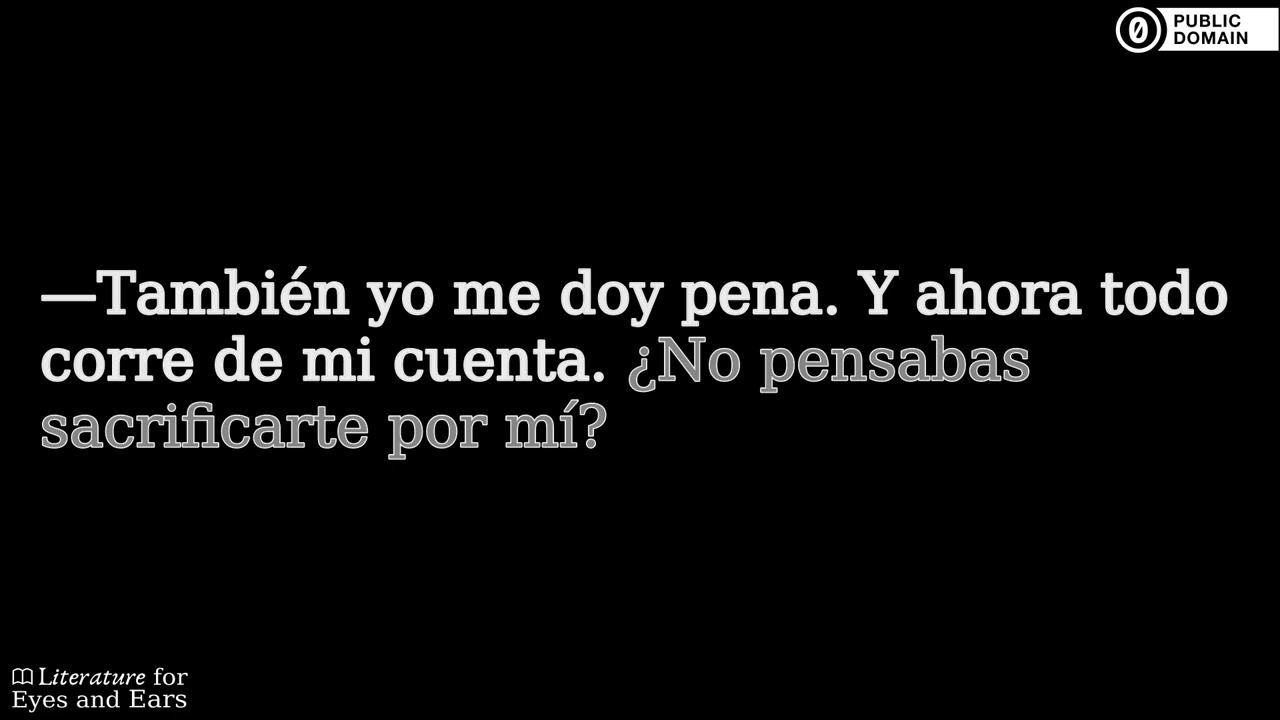 PUBLIC
DOMAIN
—También yo me doy pena. Y ahora todo
corre de mi cuenta. ¿No pensabas
sacrificarte por mí?
Literature for
Eyes and Ears